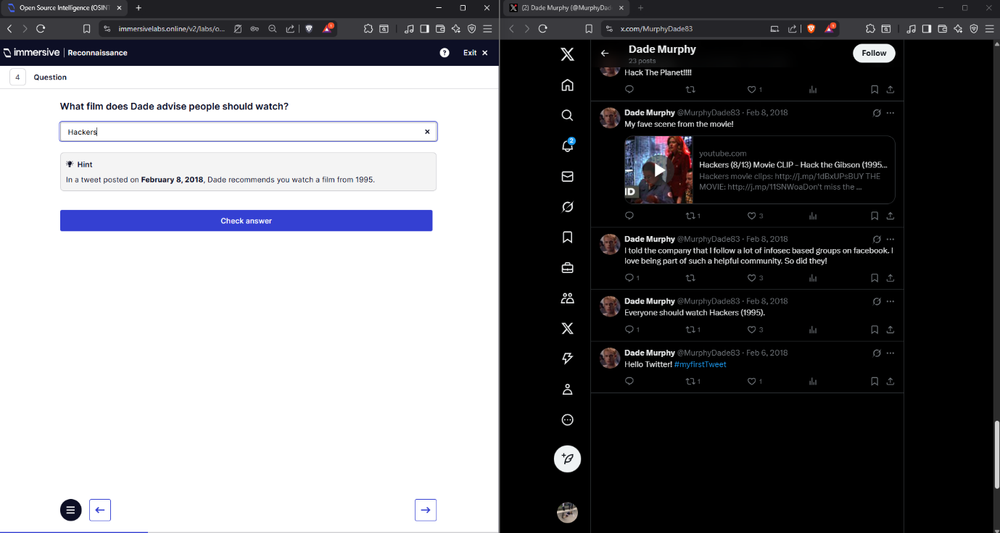 Open Source Intelligence (OSINT
immersivelabs.online/v2/labs/o...
immersive | Reconnaissance
? Exit ×
4 Question
What film does Dade advise people should watch?
Hackers
Hint
In a tweet posted on February 8, 2018, Dade recommends you watch a film from 1995.
Check answer
(2) Dade Murphy (@MurphyDad
x.com/MurphyDade83
Dade Murphy
23 posts
Follow
Hack The Planet!!!!
1
Dade Murphy @MurphyDade83 · Feb 8, 2018
My fave scene from the movie!
youtube.com
Hackers (8/13) Movie CLIP - Hack the Gibson (1995...
Hackers movie clips: http://j.mp/1dBxUPsBUY THE
MOVIE: http://j.mp/11SNWoaDon't miss the ...
1 3
Dade Murphy @MurphyDade83 · Feb 8, 2018
I told the company that I follow a lot of infosec based groups on facebook. I
love being part of such a helpful community. So did they!
1 3
Dade Murphy @MurphyDade83 · Feb 8, 2018
Everyone should watch Hackers (1995).
1 1 3
Dade Murphy @MurphyDade83 · Feb 6, 2018
Hello Twitter! #myfirstTweet
1 1
2